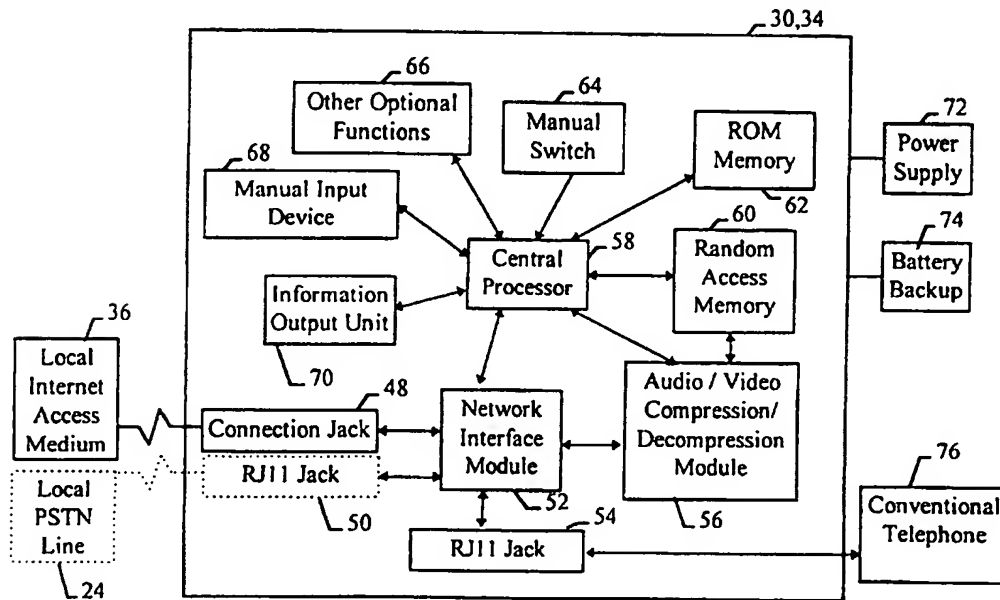 30,34
66
Other Optional
Functions
64
Manual
Switch
ROM
Memory
62
72
Power
Supply
68
Manual Input
Device
60
Random
Access
Memory
74
Battery
Backup
58
Central
Processor
Information
Output Unit
70
36
Local
Internet
Access
Medium
48
Connection Jack
RJ11 Jack
50
Network
Interface
Module
52
Audio / Video
Compression/
Decompression
Module
56
Local
PSTN
Line
24
54
RJ11 Jack
76
Conventional
Telephone